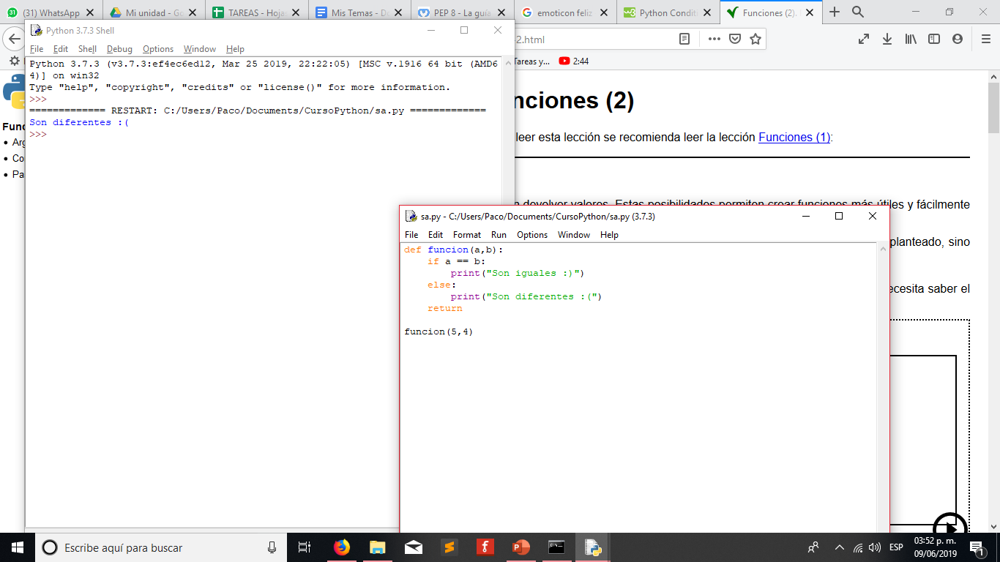 (31) WhatsApp
Mi unidad - Go
TAREAS - Hojas
Mis Temas - D
PEP 8 - La guía
emoticon feliz
Python Condit
Funciones (2).
Python 3.7.3 Shell
2.html
File Edit Shell Debug Options Window Help
Tareas y...
2:44
Python 3.7.3 (v3.7.3:ef4ec6ed12, Mar 25 2019, 22:22:05) [MSC v.1916 64 bit (AMD6
4)] on win32
Type "help", "copyright", "credits" or "license()" for more information.
>>>
============= RESTART: C:/Users/Paco/Documents/CursoPython/sa.py =============
Son diferentes :(
>>>
Func
• Arg
• Co
• Pa
nciones (2)
leer esta lección se recomienda leer la lección Funciones (1):
n devolver valores. Estas posibilidades permiten crear funciones más útiles y fácilmente
planteado, sino
ecesita saber el
sa.py - C:/Users/Paco/Documents/CursoPython/sa.py (3.7.3)
File Edit Format Run Options Window Help
def funcion(a,b):
    if a == b:
        print("Son iguales :)")
    else:
        print("Son diferentes :(")
    return
funcion(5,4)
Escribe aquí para buscar
ESP
03:52 p. m.
09/06/2019
1